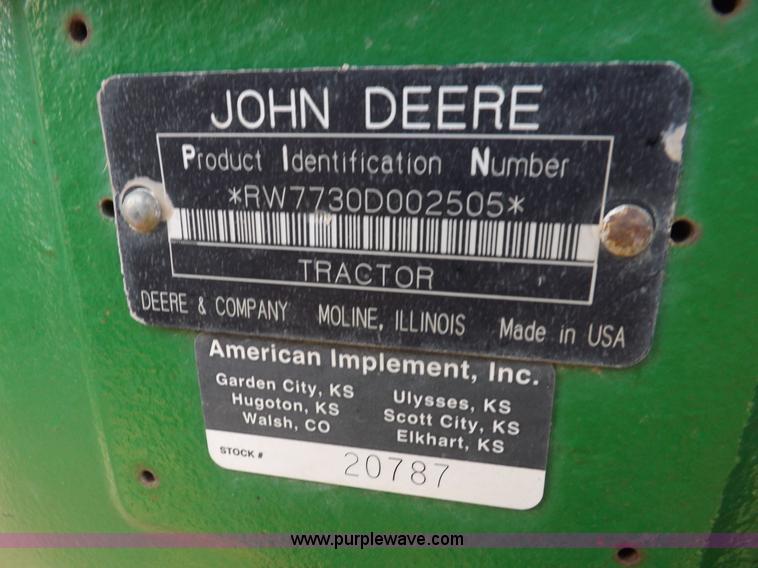 JOHN DEERE
Product Identification Number
*RW7730D002505*
TRACTOR
DEERE & COMPANY MOLINE, ILLINOIS Made in USA
American Implement, Inc.
Garden City, KS Ulysses, KS
Hugoton, KS Scott City, KS
Walsh, CO Elkhart, KS
STOCK # 20787
www.purplewave.com